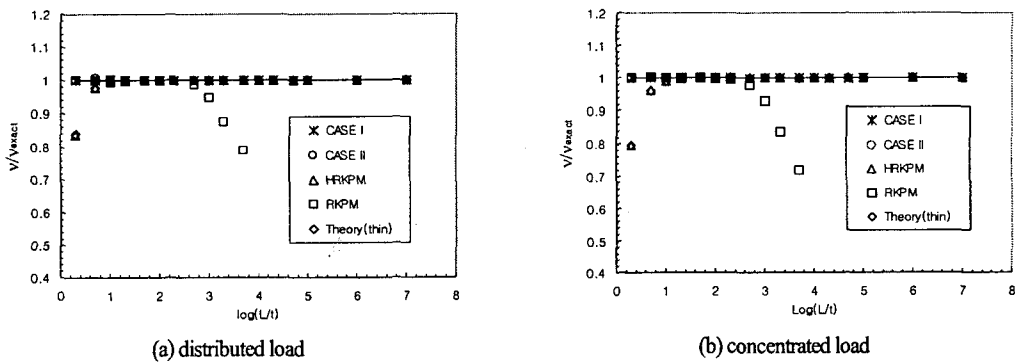 1.2
1.1
1
0.9
0.8
0.7
0.6
0.5
0.4
V/Vexact
CASE I
CASE II
HRKPM
RKPM
Theory(thin)
0 1 2 3 4 5 6 7 8
log(L/t)
(a) distributed load
1.2
1.1
1
0.9
0.8
0.7
0.6
0.5
0.4
V/Vexact
CASE I
CASE II
HRKPM
RKPM
Theory(thin)
0 1 2 3 4 5 6 7 8
Log(L/t)
(b) concentrated load